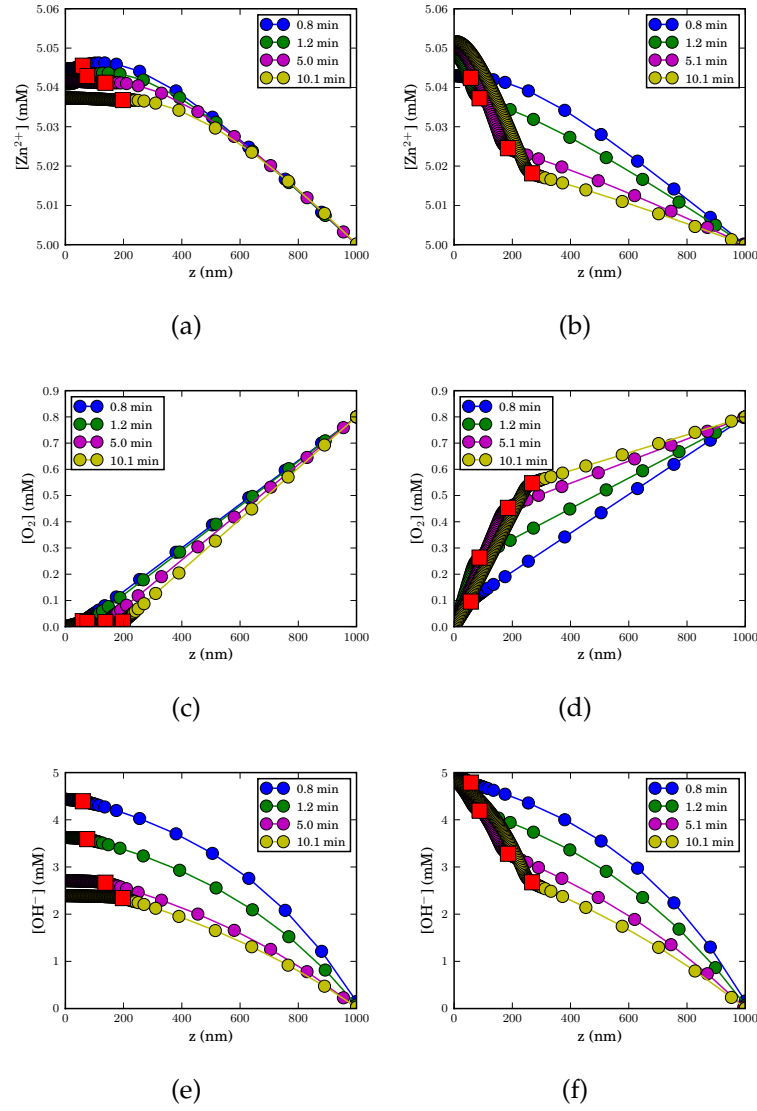 5.06
5.05
5.04
5.03
5.02
5.01
5.00
[Zn²⁺] (mM)
0 200 400 600 800 1000
z (nm)
0.8 min
1.2 min
5.0 min
10.1 min
(a)
5.06
5.05
5.04
5.03
5.02
5.01
5.00
[Zn²⁺] (mM)
0 200 400 600 800 1000
z (nm)
0.8 min
1.2 min
5.1 min
10.1 min
(b)
0.9
0.8
0.7
0.6
0.5
0.4
0.3
0.2
0.1
0.0
[O₂] (mM)
0 200 400 600 800 1000
z (nm)
0.8 min
1.2 min
5.0 min
10.1 min
(c)
0.9
0.8
0.7
0.6
0.5
0.4
0.3
0.2
0.1
0.0
[O₂] (mM)
0 200 400 600 800 1000
z (nm)
0.8 min
1.2 min
5.1 min
10.1 min
(d)
5
4
3
2
1
0
[OH⁻] (mM)
0 200 400 600 800 1000
z (nm)
0.8 min
1.2 min
5.0 min
10.1 min
(e)
5
4
3
2
1
0
[OH⁻] (mM)
0 200 400 600 800 1000
z (nm)
0.8 min
1.2 min
5.1 min
10.1 min
(f)